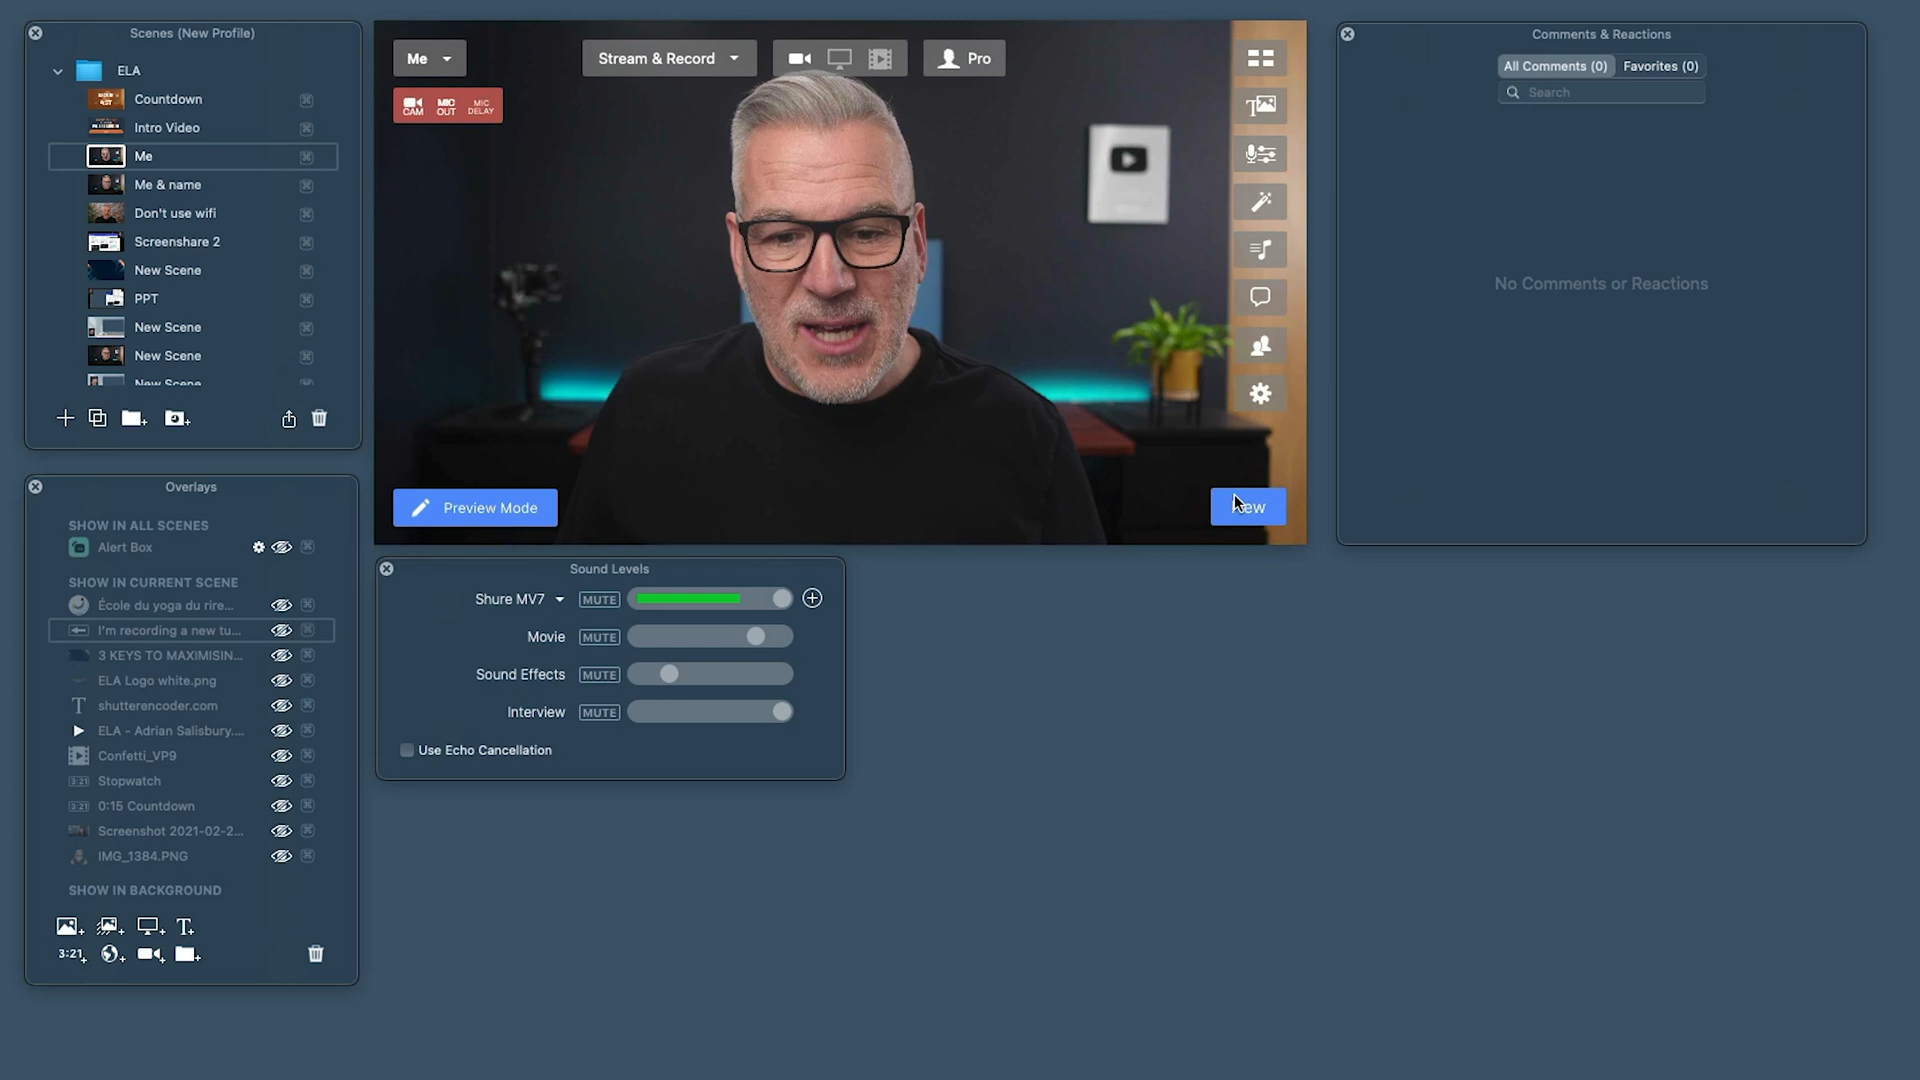 Scenes (New Profile)
ELA
Countdown
Intro Video
Me
Me & name
Don't use wifi
Screenshare 2
New Scene
PPT
New Scene
New Scene
New Scene
Me
Stream & Record
Pro
CAM
MIC OUT
MIC DELAY
Preview Mode
Comments & Reactions
All Comments (0)
Favorites (0)
Search
No Comments or Reactions
Overlays
SHOW IN ALL SCENES
Alert Box
SHOW IN CURRENT SCENE
École du yoga du rire...
I'm recording a new tu...
3 KEYS TO MAXIMISIN...
ELA Logo white.png
shutterencoder.com
ELA - Adrian Salisbury....
Confetti_VP9
Stopwatch
0:15 Countdown
Screenshot 2021-02-2...
IMG_1384.PNG
SHOW IN BACKGROUND
3:21
Sound Levels
Shure MV7 MUTE
Movie MUTE
Sound Effects MUTE
Interview MUTE
Use Echo Cancellation